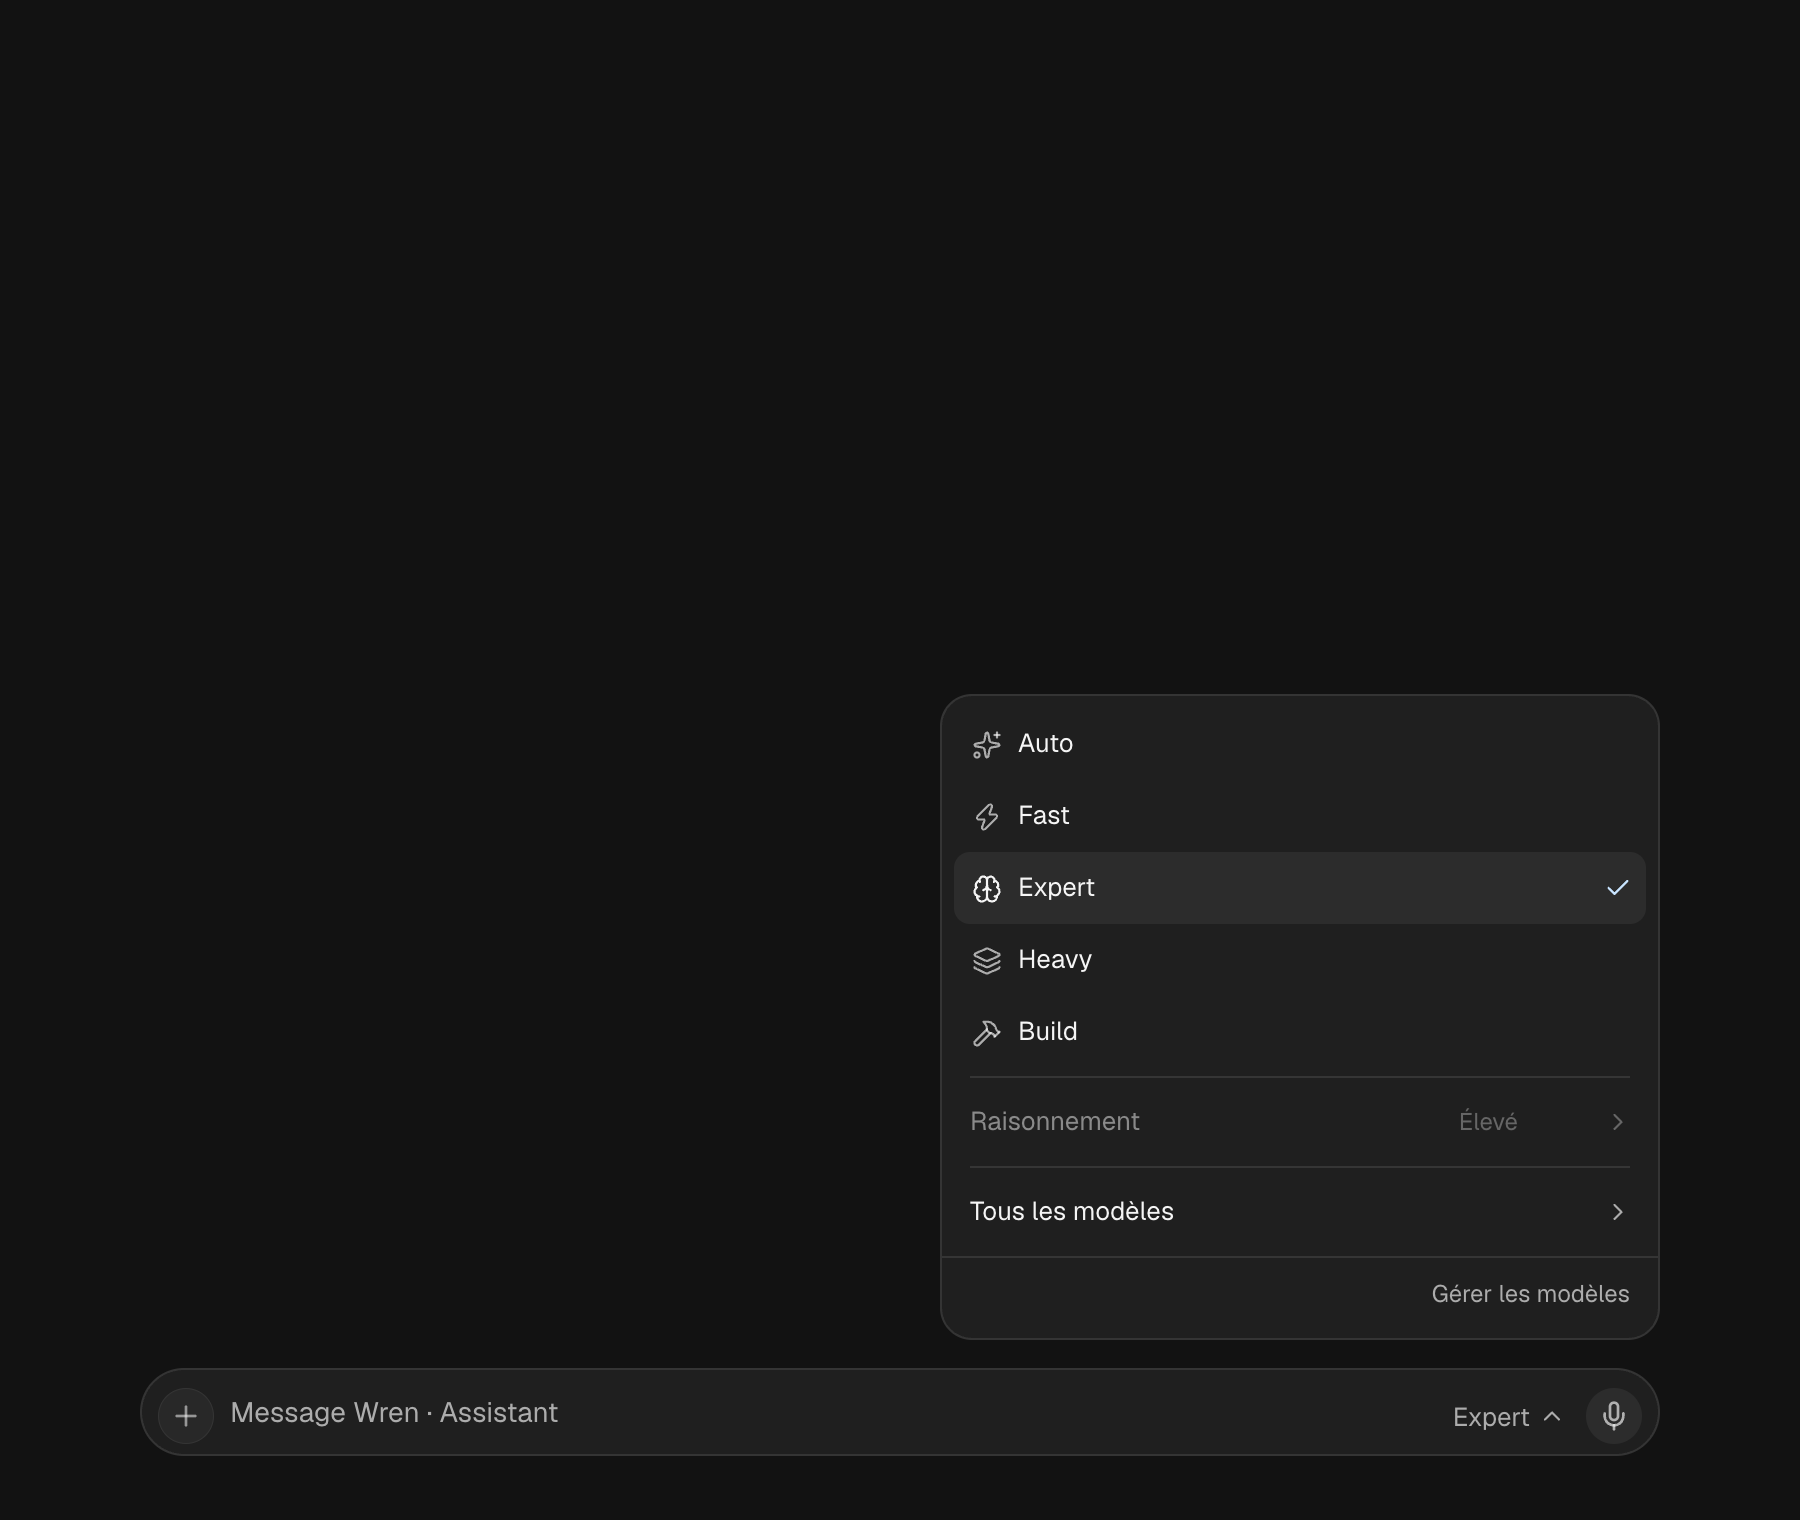 Auto
Fast
Expert
Heavy
Build
Raisonnement Élevé
Tous les modèles
Gérer les modèles
Message Wren · Assistant Expert